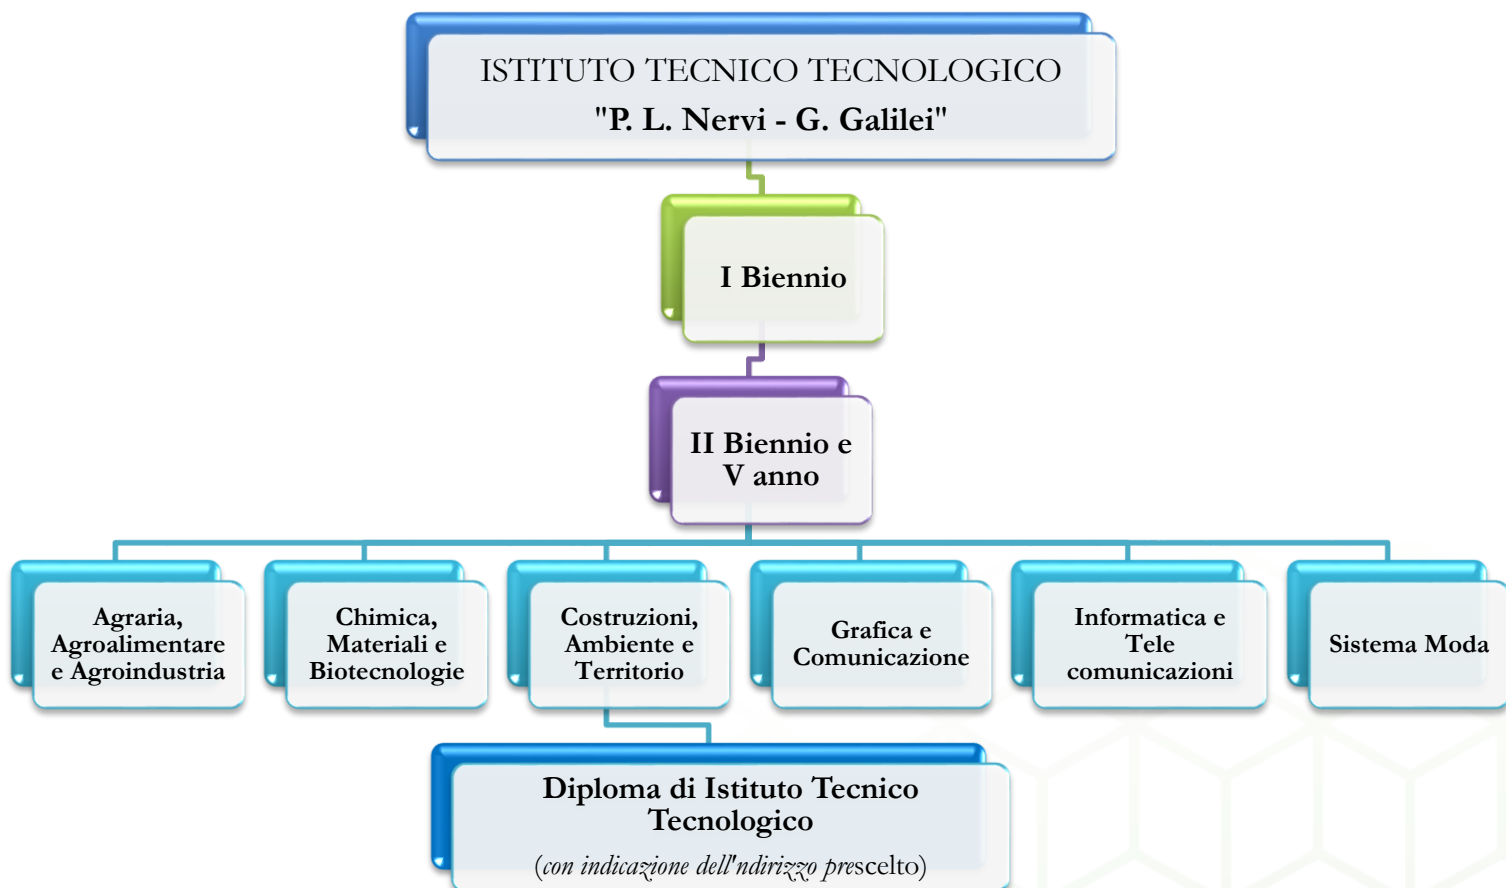 ISTITUTO TECNICO TECNOLOGICO
"P. L. Nervi - G. Galilei"
I Biennio
II Biennio e
V anno
Agraria,
Agroalimentare
e Agroindustria
Chimica,
Materiali e
Biotecnologie
Costruzioni,
Ambiente e
Territorio
Grafica e
Comunicazione
Informatica e
Tele
comunicazioni
Sistema Moda
Diploma di Istituto Tecnico
Tecnologico
(con indicazione dell'ndirizzo prescelto)